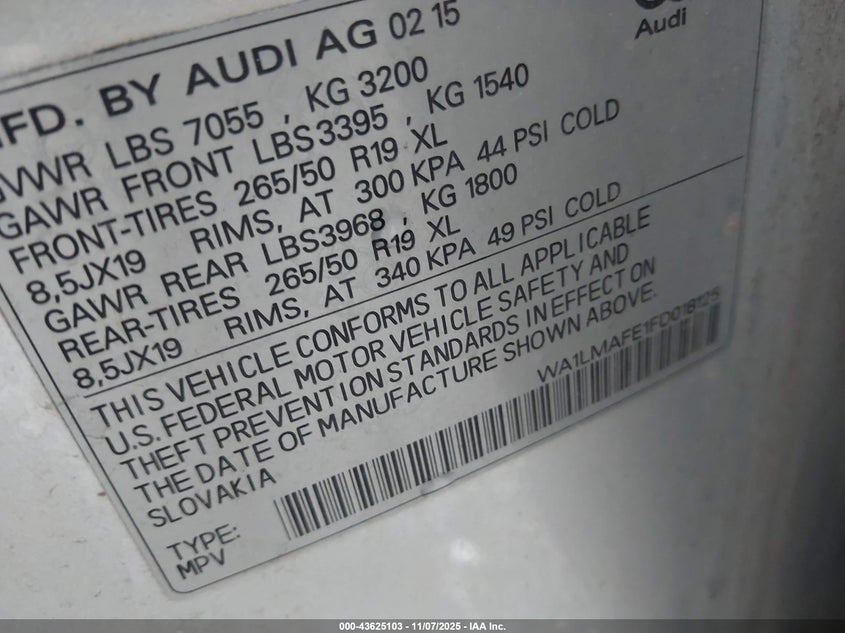 MFD. BY AUDI AG 02 15
Audi
GVWR LBS 7055 , KG 3200
GAWR FRONT LBS3395 , KG 1540
FRONT-TIRES 265/50 R19 XL
8,5JX19 RIMS, AT 300 KPA 44 PSI COLD
GAWR REAR LBS3968 , KG 1800
REAR-TIRES 265/50 R19 XL
8,5JX19 RIMS, AT 340 KPA 49 PSI COLD
THIS VEHICLE CONFORMS TO ALL APPLICABLE
U.S. FEDERAL MOTOR VEHICLE SAFETY AND
THEFT PREVENTION STANDARDS IN EFFECT ON
THE DATE OF MANUFACTURE SHOWN ABOVE.
SLOVAKIA
WA1LMAFE1FD018125
TYPE:
MPV
000-43625103 - 11/07/2025 - IAA Inc.